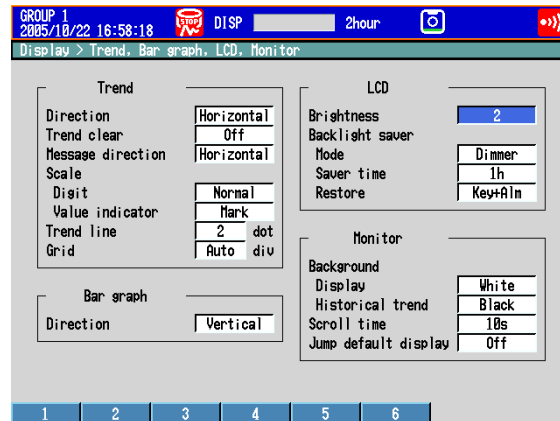 GROUP 1
2005/10/22 16:58:18
STOP
DISP
2hour
Display > Trend, Bar graph, LCD, Monitor
Trend
Direction Horizontal
Trend clear Off
Message direction Horizontal
Scale
Digit Normal
Value indicator Mark
Trend line 2 dot
Grid Auto div
Bar graph
Direction Vertical
LCD
Brightness 2
Backlight saver
Mode Dimmer
Saver time 1h
Restore Key+Alm
Monitor
Background
Display White
Historical trend Black
Scroll time 10s
Jump default display Off
1 2 3 4 5 6